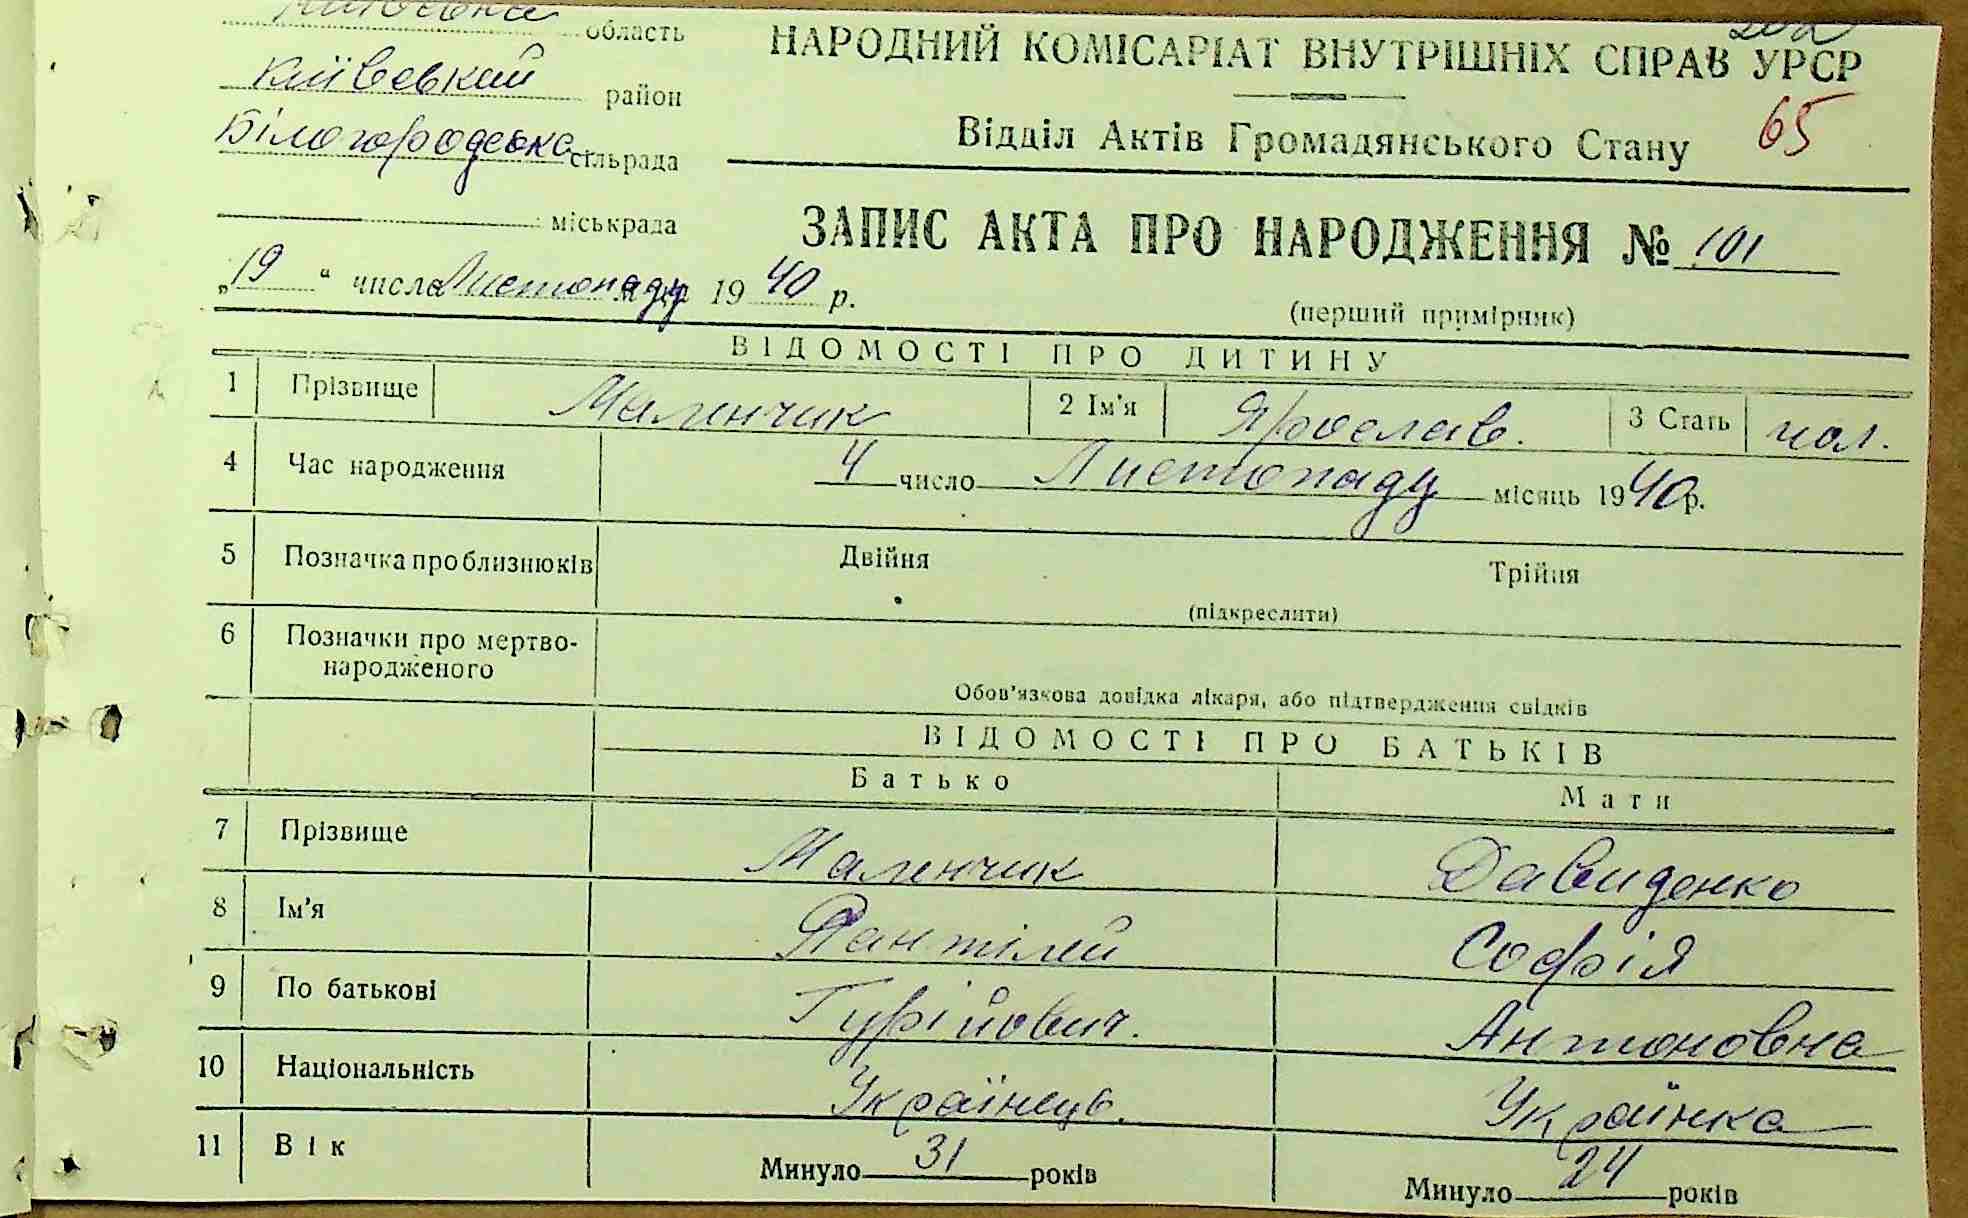 Київська область
Київський район
Білогородська сільрада
міськрада
НАРОДНИЙ КОМІСАРІАТ ВНУТРІШНІХ СПРАВ УРСР
Відділ Актів Громадянського Стану
65
ЗАПИС АКТА ПРО НАРОДЖЕННЯ № 101
„19“ числа Листопаду м-ця 1940 р.
(перший примірник)
ВІДОМОСТІ ПРО ДИТИНУ
1 Прізвище Маленчик 2 Ім'я Ярослав. 3 Стать чол.
4 Час народження 4 число Листопаду місяць 1940 р.
5 Позначка про близнюків Двійня Трійня
(підкреслити)
6 Позначки про мертво-
народженого
Обов'язкова довідка лікаря, або підтвердження свідків
ВІДОМОСТІ ПРО БАТЬКІВ
Батько Мати
7 Прізвище Маленчик Давиденко
8 Ім'я Пантілей Софія
9 По батькові Гурійович. Антоновна
10 Національність Українець. Українка
11 Вік Минуло 31 років Минуло 24 років